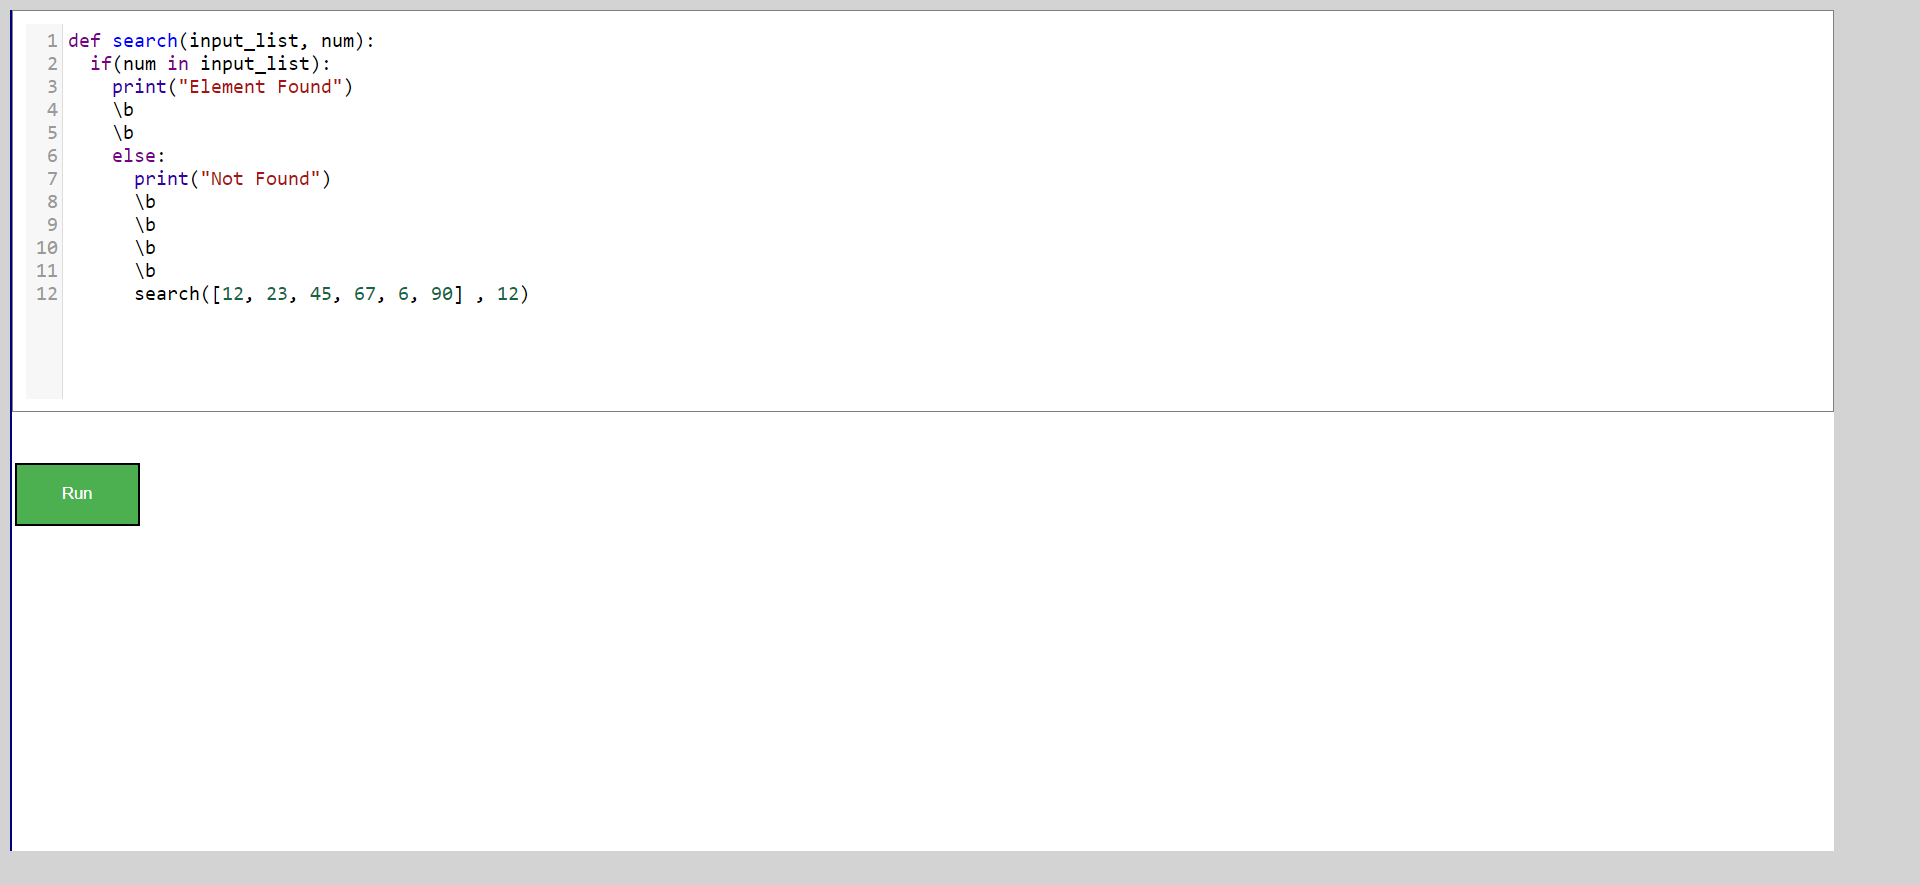 1 def search(input_list, num):
2   if(num in input_list):
3     print("Element Found")
4     \b
5     \b
6     else:
7       print("Not Found")
8       \b
9       \b
10       \b
11       \b
12       search([12, 23, 45, 67, 6, 90] , 12)
Run